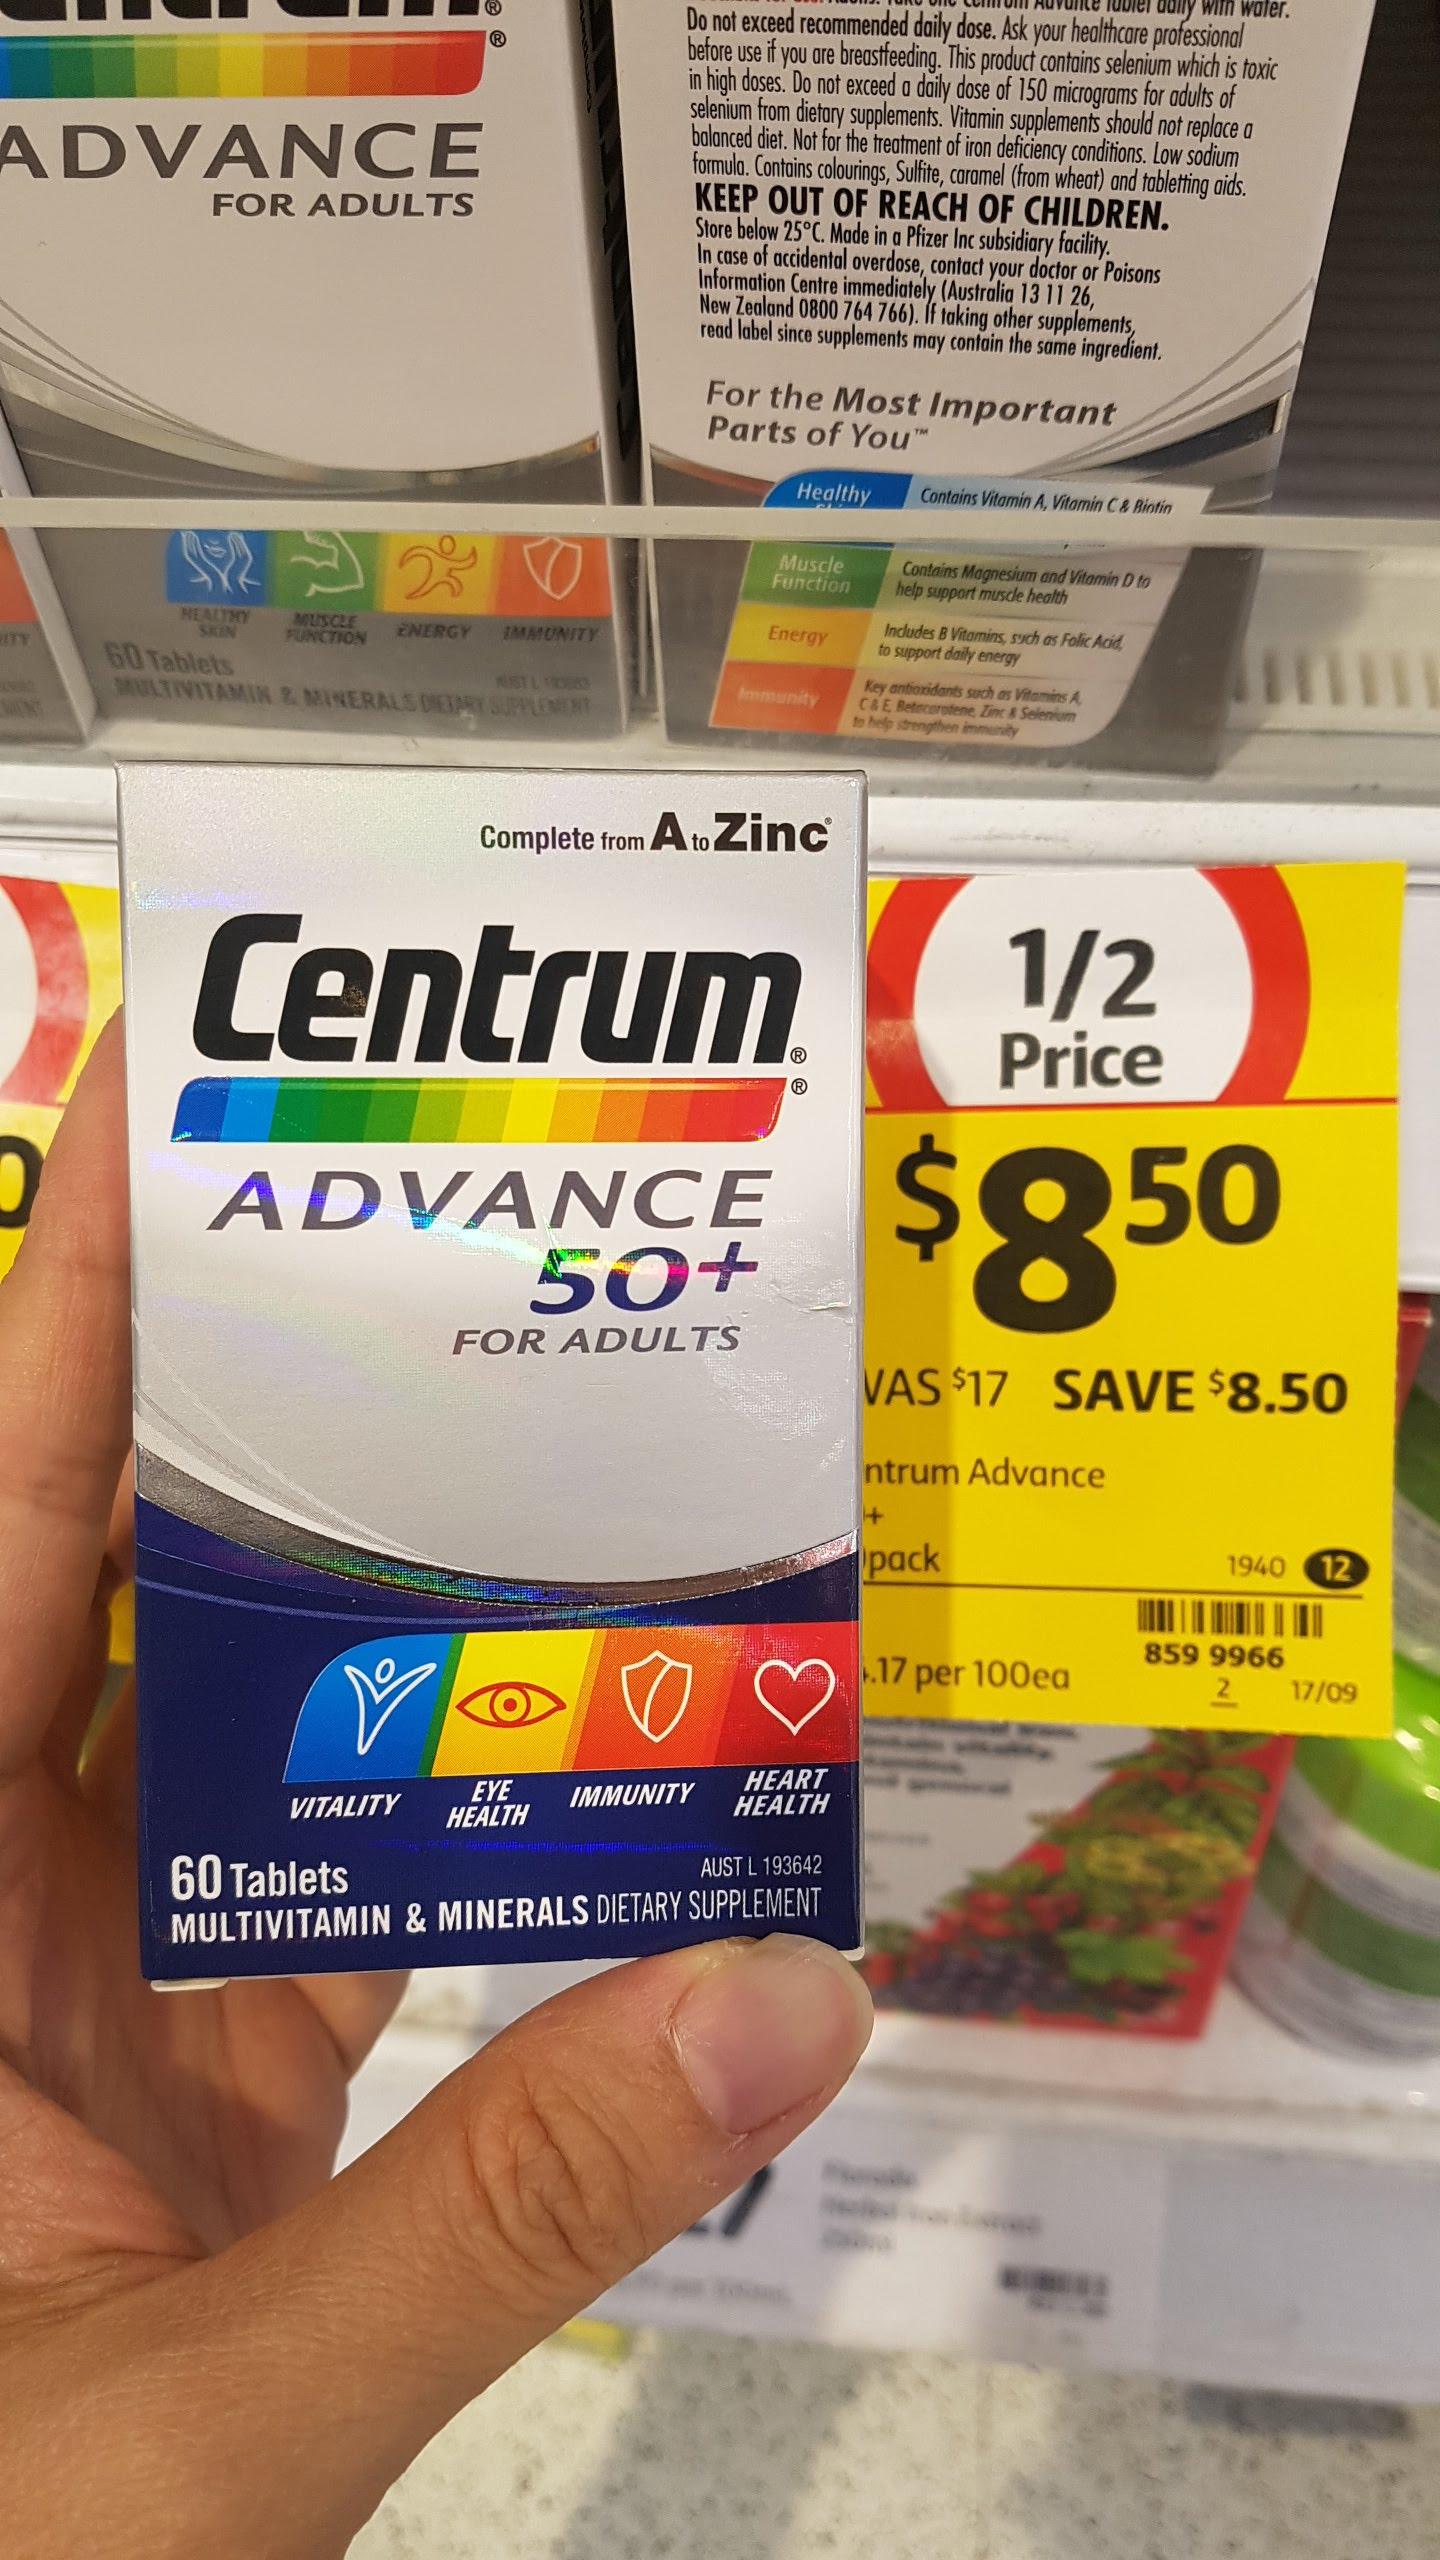 ®
®
ADVANCE
FOR ADULTS
HEALTHY
SKIN
MUSCLE
FUNCTION
ENERGY
IMMUNITY
60 Tablets
MULTIVITAMIN & MINERALS DIETARY SUPPLEMENT
Do not exceed recommended daily dose. Ask your healthcare professional
before use if you are breastfeeding. This product contains selenium which is toxic
in high doses. Do not exceed a daily dose of 150 micrograms for adults of
selenium from dietary supplements. Vitamin supplements should not replace a
balanced diet. Not for the treatment of iron deficiency conditions. Low sodium
formula. Contains colourings, Sulfite, caramel (from wheat) and tabletting aids.
KEEP OUT OF REACH OF CHILDREN.
Store below 25°C. Made in a Pfizer Inc subsidiary facility.
In case of accidental overdose, contact your doctor or Poisons
Information Centre immediately (Australia 13 11 26,
New Zealand 0800 764 766). If taking other supplements,
read label since supplements may contain the same ingredient.
For the Most Important
Parts of You™
Healthy
Contains Vitamin A, Vitamin C & Biotin
Muscle
Function
Contains Magnesium and Vitamin D to
help support muscle health
Energy
Includes B Vitamins, such as Folic Acid,
to support daily energy
Immunity
Key antioxidants such as Vitamins A,
C & E, Betacarotene, Zinc & Selenium
to help strengthen immunity
Complete from A to Zinc®
Centrum®
®
ADVANCE
50+
FOR ADULTS
VITALITY
EYE
HEALTH
IMMUNITY
HEART
HEALTH
60 Tablets
AUST L 193642
MULTIVITAMIN & MINERALS DIETARY SUPPLEMENT
1/2
Price
$8 50
WAS $17 SAVE $8.50
ntrum Advance
+
pack
1940 12
859 9966
.17 per 100ea
2 17/09